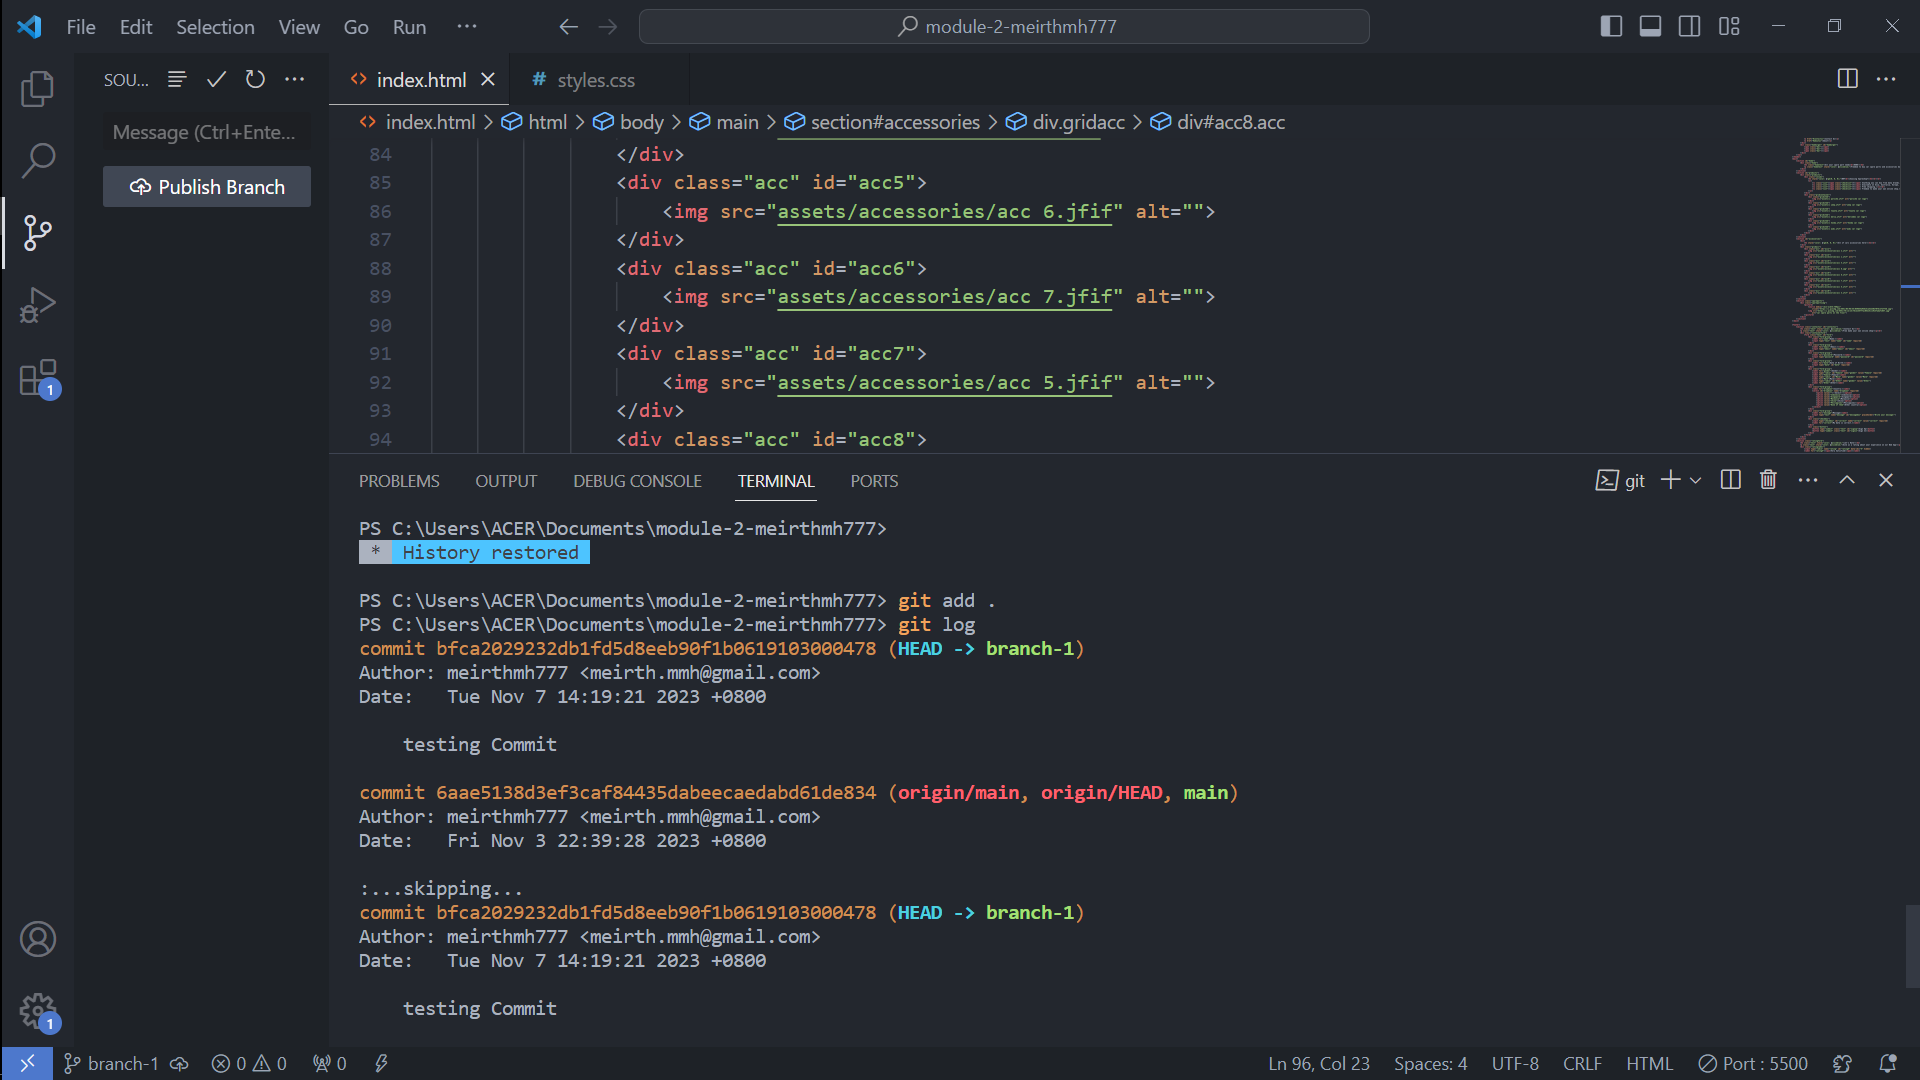 File Edit Selection View Go Run ··· module-2-meirthmh777
SOU... index.html styles.css
index.html > html > body > main > section#accessories > div.gridacc > div#acc8.acc
Message (Ctrl+Ente...
Publish Branch
84 </div>
85 <div class="acc" id="acc5">
86 <img src="assets/accessories/acc 6.jfif" alt="">
87 </div>
88 <div class="acc" id="acc6">
89 <img src="assets/accessories/acc 7.jfif" alt="">
90 </div>
91 <div class="acc" id="acc7">
92 <img src="assets/accessories/acc 5.jfif" alt="">
93 </div>
94 <div class="acc" id="acc8">
1
PROBLEMS OUTPUT DEBUG CONSOLE TERMINAL PORTS git
PS C:\Users\ACER\Documents\module-2-meirthmh777>
* History restored
PS C:\Users\ACER\Documents\module-2-meirthmh777> git add .
PS C:\Users\ACER\Documents\module-2-meirthmh777> git log
commit bfca2029232db1fd5d8eeb90f1b0619103000478 (HEAD -> branch-1)
Author: meirthmh777 <meirth.mmh@gmail.com>
Date: Tue Nov 7 14:19:21 2023 +0800
testing Commit
commit 6aae5138d3ef3caf84435dabeecaedabd61de834 (origin/main, origin/HEAD, main)
Author: meirthmh777 <meirth.mmh@gmail.com>
Date: Fri Nov 3 22:39:28 2023 +0800
:...skipping...
commit bfca2029232db1fd5d8eeb90f1b0619103000478 (HEAD -> branch-1)
Author: meirthmh777 <meirth.mmh@gmail.com>
Date: Tue Nov 7 14:19:21 2023 +0800
testing Commit
1
branch-1 0 0 0 Ln 96, Col 23 Spaces: 4 UTF-8 CRLF HTML Port : 5500